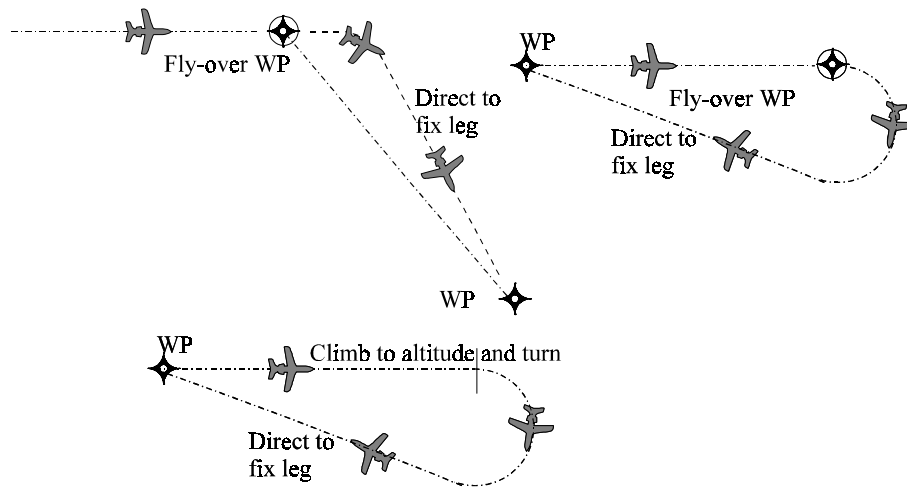 Fly-over WP
Direct to
fix leg
WP
WP
Fly-over WP
Direct to
fix leg
WP
Climb to altitude and turn
Direct to
fix leg